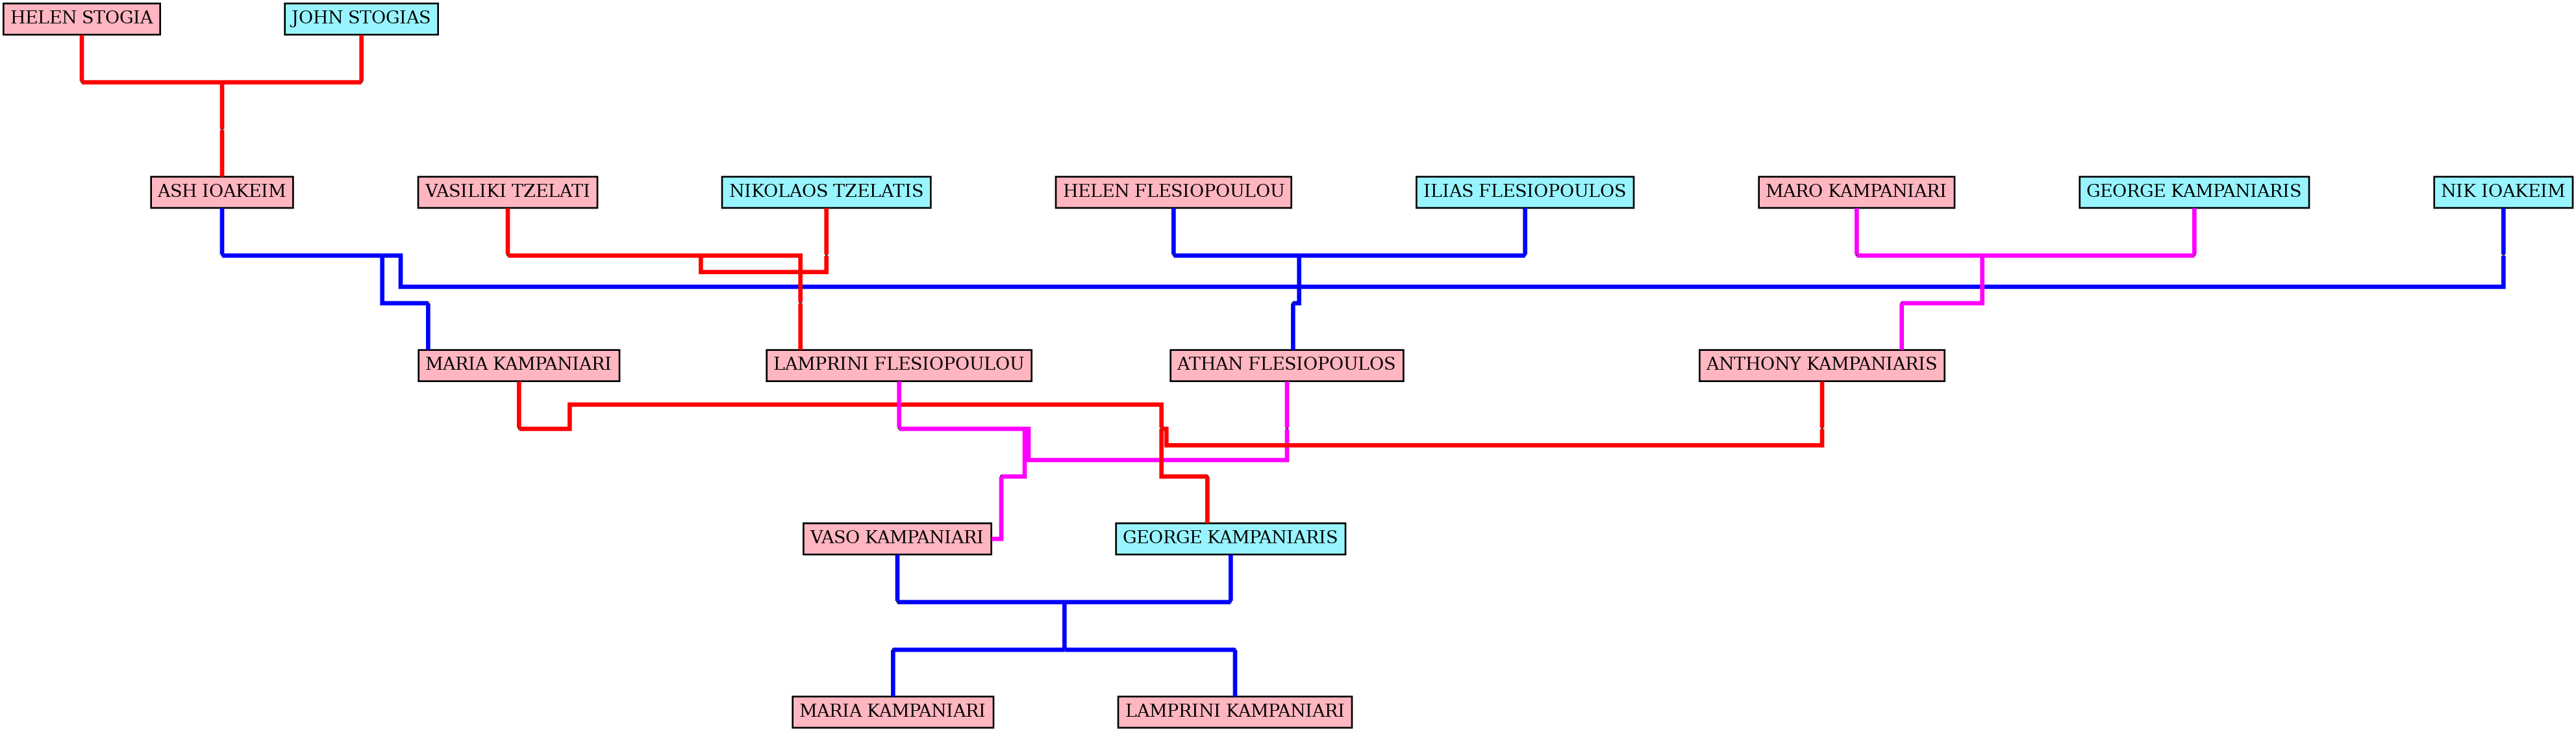 HELEN STOGIA
JOHN STOGIAS
ASH IOAKEIM
VASILIKI TZELATI
NIKOLAOS TZELATIS
HELEN FLESIOPOULOU
ILIAS FLESIOPOULOS
MARO KAMPANIARI
GEORGE KAMPANIARIS
NIK IOAKEIM
MARIA KAMPANIARI
LAMPRINI FLESIOPOULOU
ATHAN FLESIOPOULOS
ANTHONY KAMPANIARIS
VASO KAMPANIARI
GEORGE KAMPANIARIS
MARIA KAMPANIARI
LAMPRINI KAMPANIARI